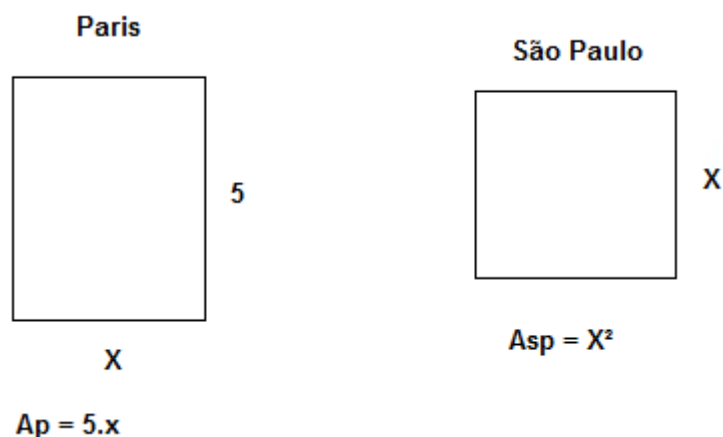 Paris
5
X
Ap = 5.x
São Paulo
X
Asp = X²